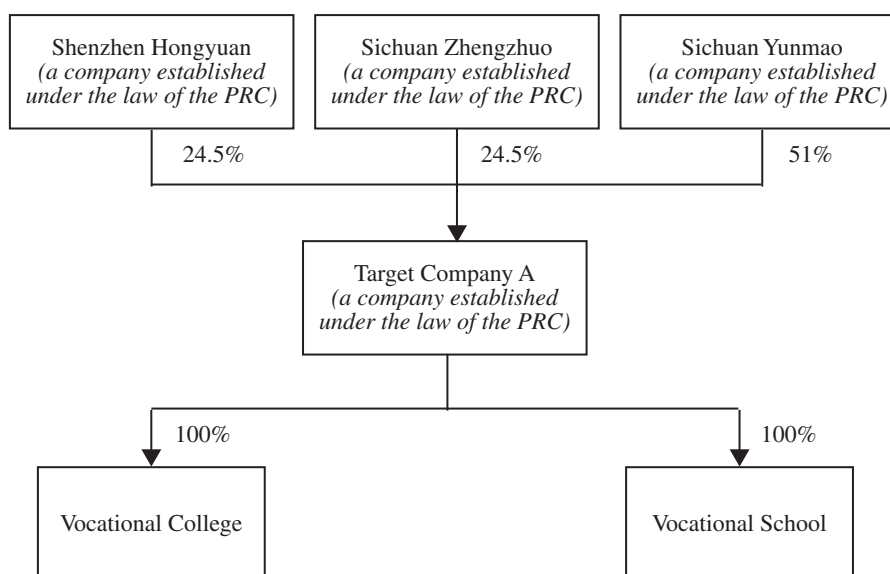 Shenzhen Hongyuan
(a company established
under the law of the PRC)
Sichuan Zhengzhuo
(a company established
under the law of the PRC)
Sichuan Yunmao
(a company established
under the law of the PRC)
24.5%
24.5%
51%
Target Company A
(a company established
under the law of the PRC)
100%
100%
Vocational College
Vocational School